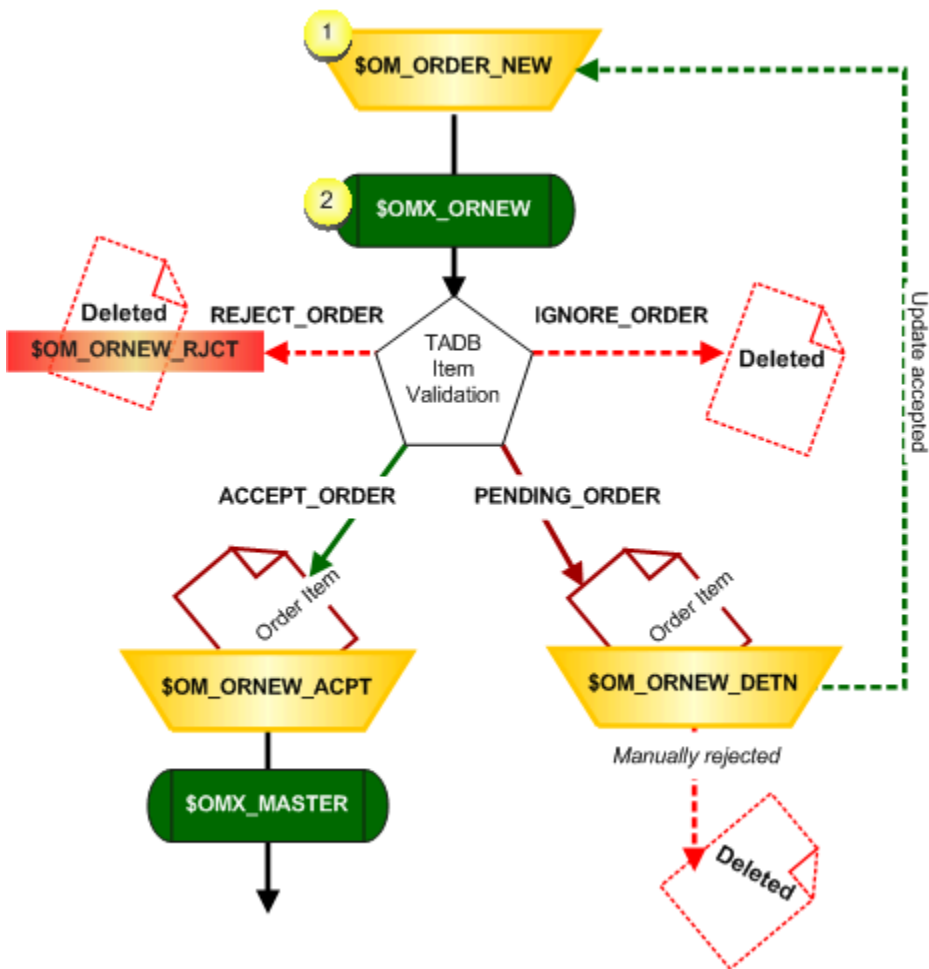 1
$OM_ORDER_NEW
2
$OMX_ORNEW
Deleted
REJECT_ORDER
IGNORE_ORDER
$OM_ORNEW_RJCT
TADB
Item
Validation
Deleted
Update accepted
ACCEPT_ORDER
PENDING_ORDER
Order Item
Order Item
$OM_ORNEW_ACPT
$OM_ORNEW_DETN
Manually rejected
$OMX_MASTER
Deleted